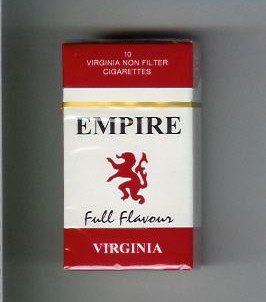 10
VIRGINIA NON FILTER
CIGARETTES
EMPIRE
Full Flavour
VIRGINIA